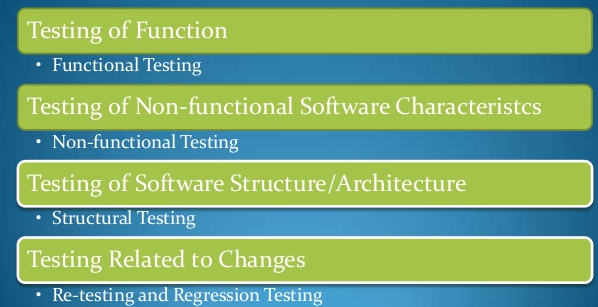 Testing of Function
• Functional Testing
Testing of Non-functional Software Characteristcs
• Non-functional Testing
Testing of Software Structure/Architecture
• Structural Testing
Testing Related to Changes
• Re-testing and Regression Testing